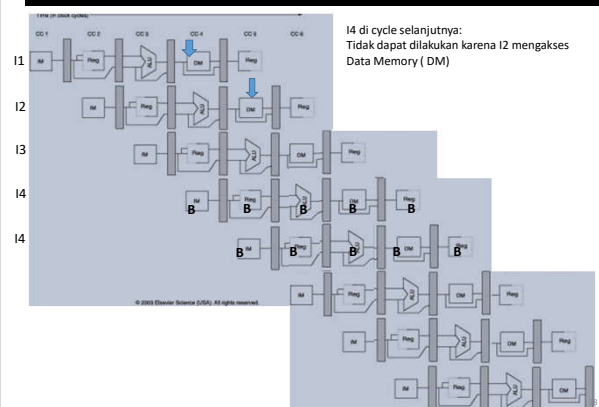 Time (in clock cycles)
CC 1 CC 2 CC 3 CC 4 CC 5 CC 6
I4 di cycle selanjutnya:
Tidak dapat dilakukan karena I2 mengakses
Data Memory ( DM)
I1
IM Reg ALU DM Reg
I2
IM Reg ALU DM Reg
I3
IM Reg ALU DM Reg
I4
IM Reg ALU DM Reg
B B B B B
I4
IM Reg ALU DM Reg
B B B B B
IM Reg ALU DM Reg
© 2003 Elsevier Science (USA). All rights reserved.
IM Reg ALU DM Reg
IM Reg ALU DM Reg